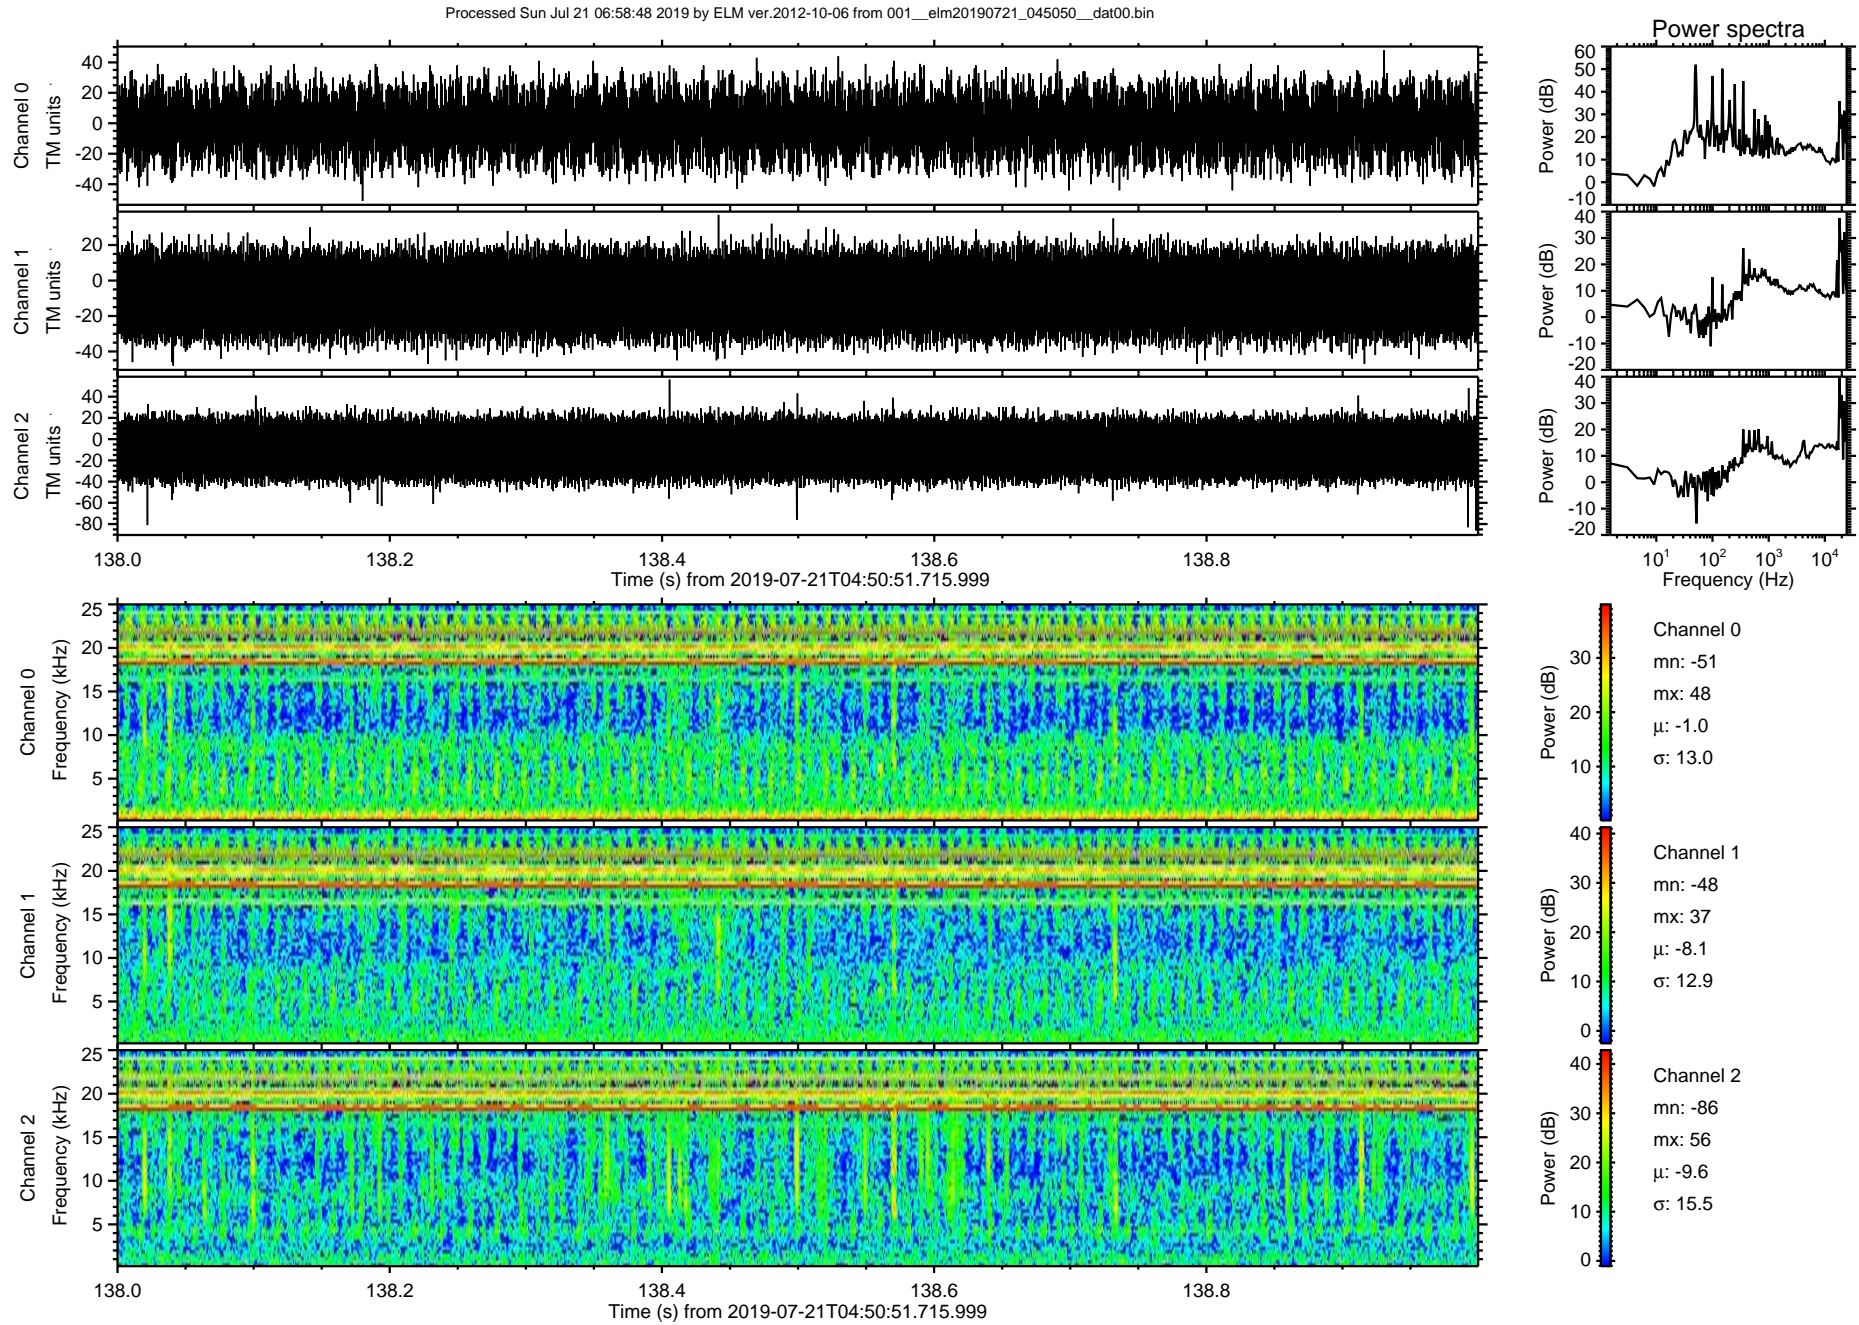 Processed Sun Jul 21 06:58:48 2019 by ELM ver.2012-10-06 from 001__elm20190721_045050__dat00.bin
Power spectra
Channel 0
TM units
40
20
0
-20
-40
Power (dB)
60
50
40
30
20
10
0
-10
Channel 1
TM units
20
0
-20
-40
Power (dB)
40
30
20
10
0
-10
-20
Channel 2
TM units
40
20
0
-20
-40
-60
-80
Power (dB)
40
30
20
10
0
-10
-20
138.0 138.2 138.4 138.6 138.8
Time (s) from 2019-07-21T04:50:51.715.999
10¹ 10² 10³ 10⁴
Frequency (Hz)
Channel 0
Frequency (kHz)
25
20
15
10
5
Power (dB)
30
20
10
Channel 0
mn: -51
mx: 48
μ: -1.0
σ: 13.0
Channel 1
Frequency (kHz)
25
20
15
10
5
Power (dB)
40
30
20
10
0
Channel 1
mn: -48
mx: 37
μ: -8.1
σ: 12.9
Channel 2
Frequency (kHz)
25
20
15
10
5
Power (dB)
40
30
20
10
0
Channel 2
mn: -86
mx: 56
μ: -9.6
σ: 15.5
138.0 138.2 138.4 138.6 138.8
Time (s) from 2019-07-21T04:50:51.715.999